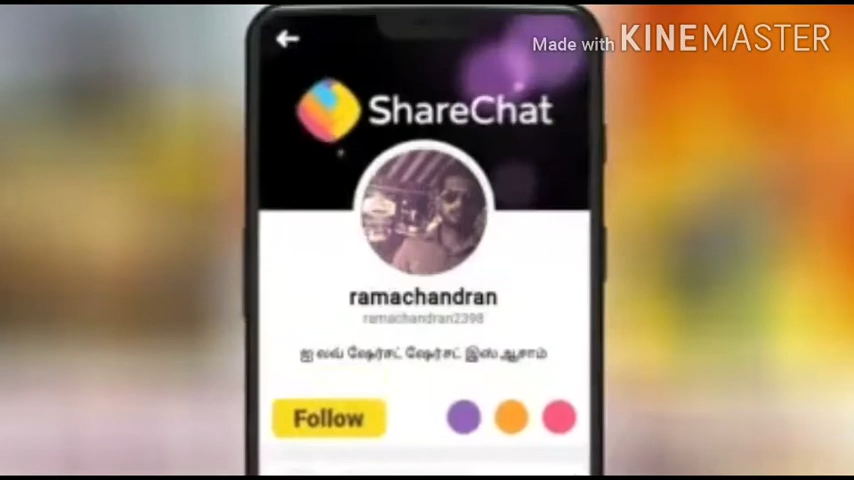 Made with KINEMASTER
ShareChat
ramachandran
ramachandran2398
ஐ லவ் ஷேர்சட் ஷேர்சட் இஸ் ஆசாம்
Follow